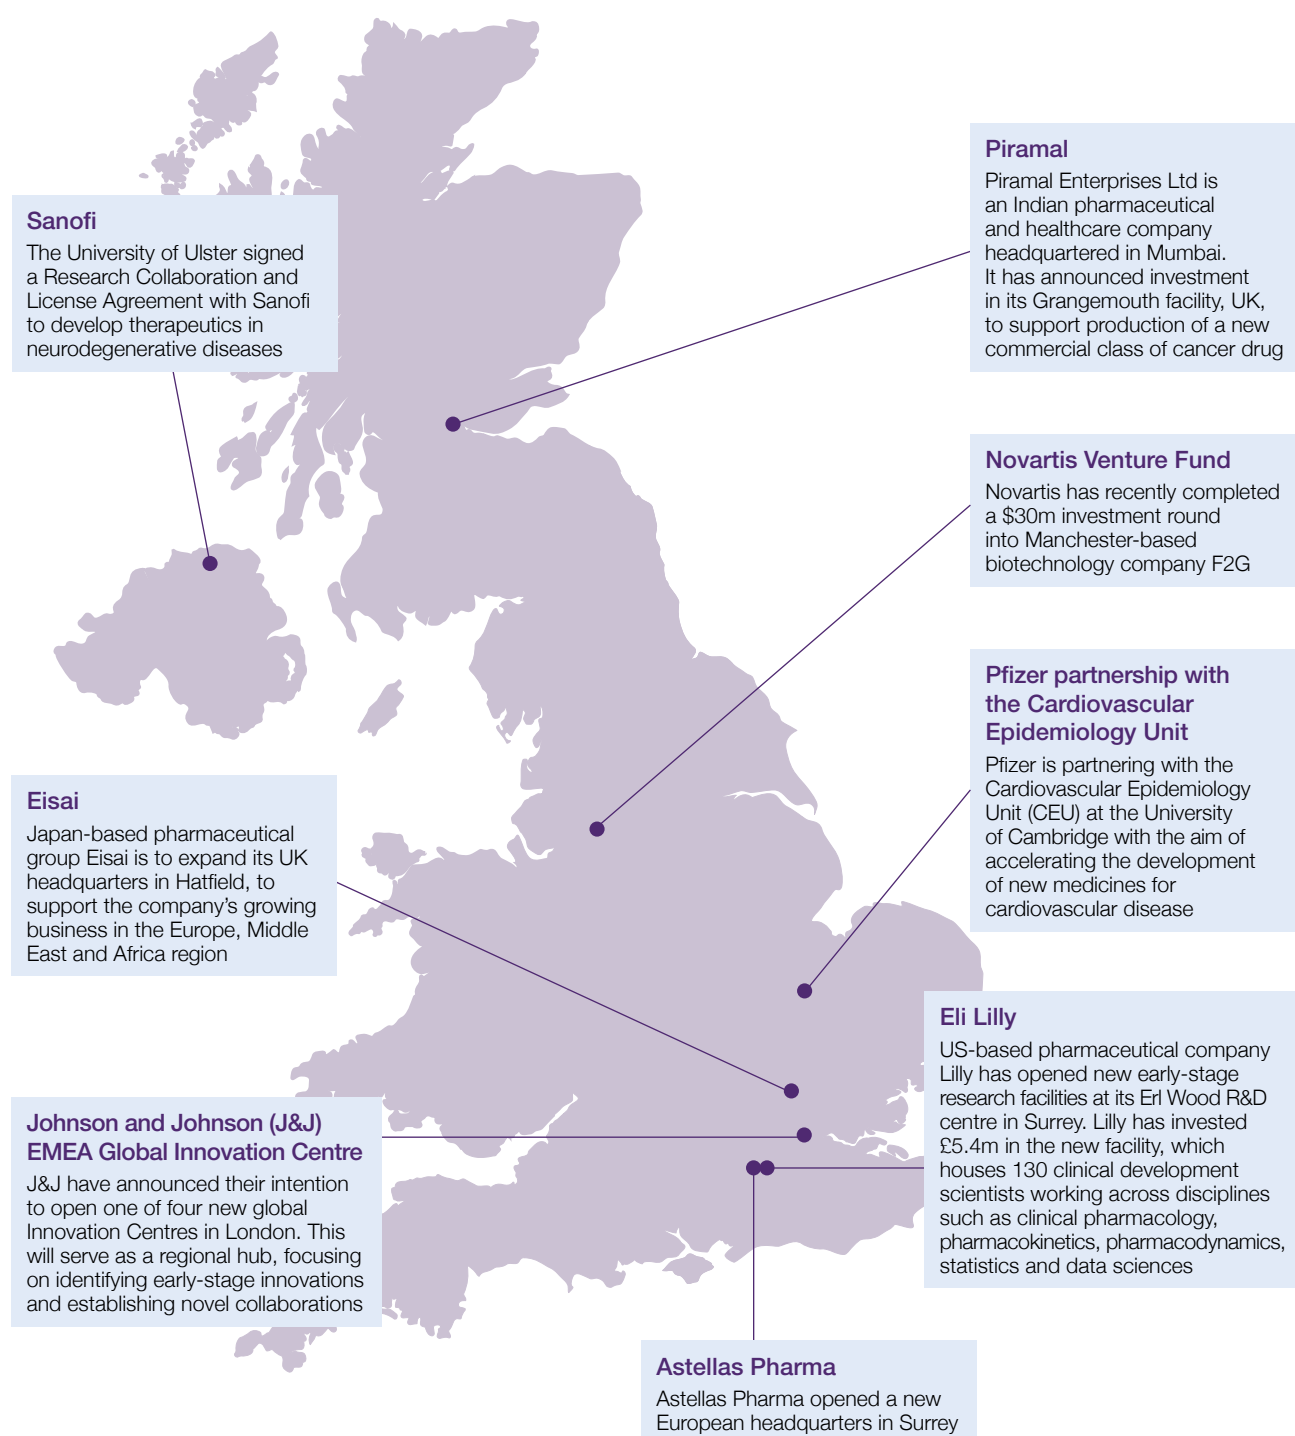 Piramal
Piramal Enterprises Ltd is
an Indian pharmaceutical
and healthcare company
headquartered in Mumbai.
It has announced investment
in its Grangemouth facility, UK,
to support production of a new
commercial class of cancer drug
Sanofi
The University of Ulster signed
a Research Collaboration and
License Agreement with Sanofi
to develop therapeutics in
neurodegenerative diseases
Novartis Venture Fund
Novartis has recently completed
a $30m investment round
into Manchester-based
biotechnology company F2G
Pfizer partnership with
the Cardiovascular
Epidemiology Unit
Pfizer is partnering with the
Cardiovascular Epidemiology
Unit (CEU) at the University
of Cambridge with the aim of
accelerating the development
of new medicines for
cardiovascular disease
Eisai
Japan-based pharmaceutical
group Eisai is to expand its UK
headquarters in Hatfield, to
support the company’s growing
business in the Europe, Middle
East and Africa region
Eli Lilly
US-based pharmaceutical company
Lilly has opened new early-stage
research facilities at its Erl Wood R&D
centre in Surrey. Lilly has invested
£5.4m in the new facility, which
houses 130 clinical development
scientists working across disciplines
such as clinical pharmacology,
pharmacokinetics, pharmacodynamics,
statistics and data sciences
Johnson and Johnson (J&J)
EMEA Global Innovation Centre
J&J have announced their intention
to open one of four new global
Innovation Centres in London. This
will serve as a regional hub, focusing
on identifying early-stage innovations
and establishing novel collaborations
Astellas Pharma
Astellas Pharma opened a new
European headquarters in Surrey